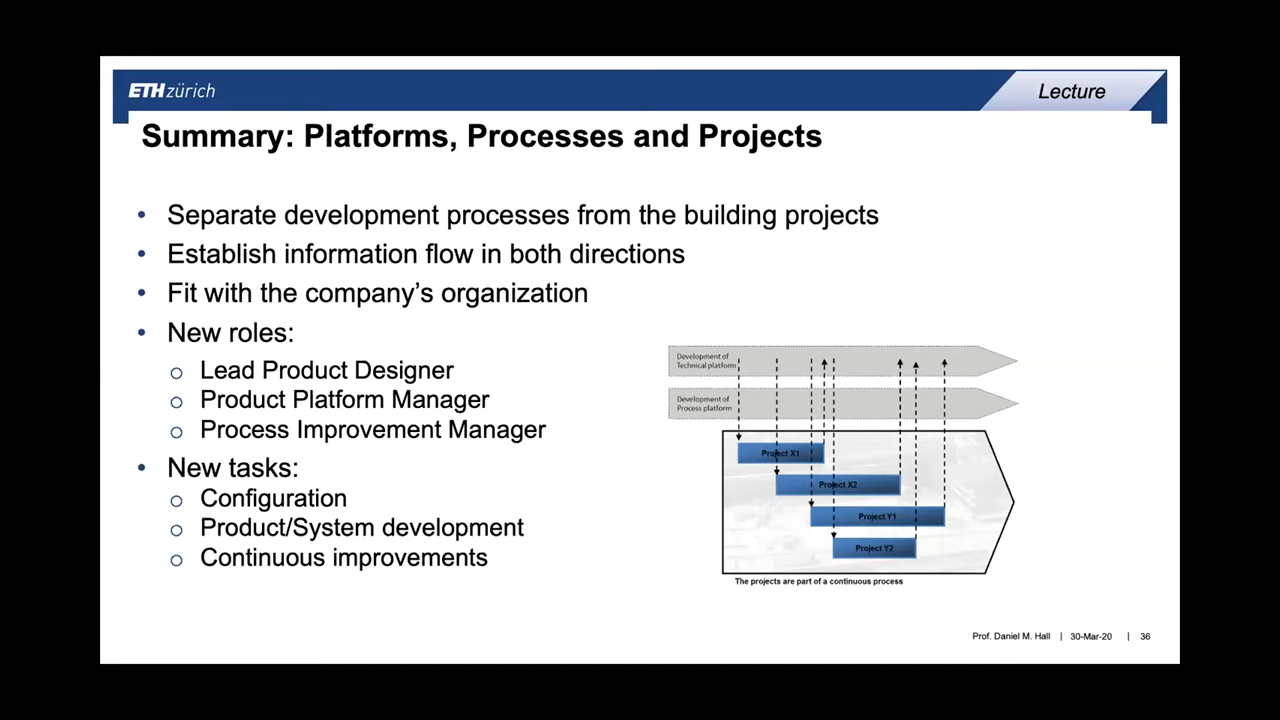 ETH zürich
Lecture
Summary: Platforms, Processes and Projects
• Separate development processes from the building projects
• Establish information flow in both directions
• Fit with the company’s organization
• New roles:
o Lead Product Designer
o Product Platform Manager
o Process Improvement Manager
• New tasks:
o Configuration
o Product/System development
o Continuous improvements
Development of
Technical platform
Development of
Process platform
Project X1
Project X2
Project Y1
Project Y2
The projects are part of a continuous process
Prof. Daniel M. Hall | 30-Mar-20 | 36